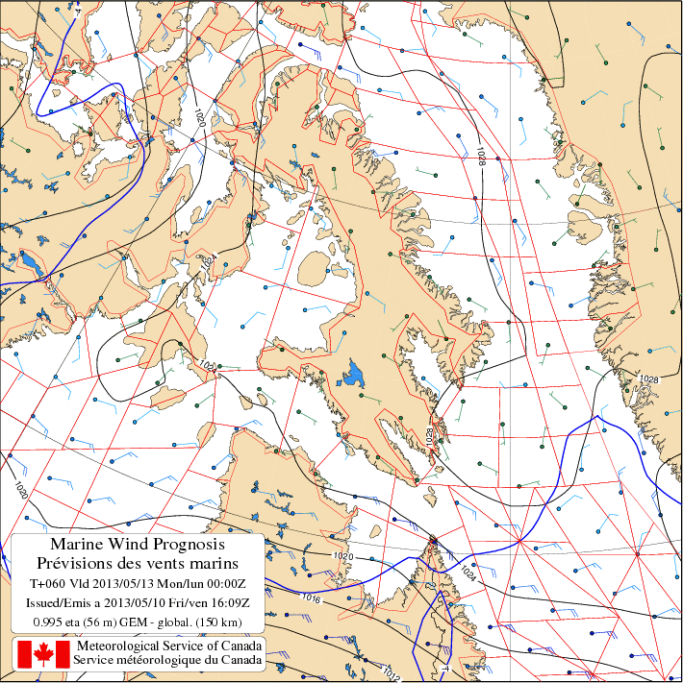 1020
1028
1024
1028
1028
1020
1020
1024
1016
1012
Marine Wind Prognosis
Prévisions des vents marins
T+060 Vld 2013/05/13 Mon/lun 00:00Z
Issued/Emis a 2013/05/10 Fri/ven 16:09Z
0.995 eta (56 m) GEM - global. (150 km)
Meteorological Service of Canada
Service météorologique du Canada